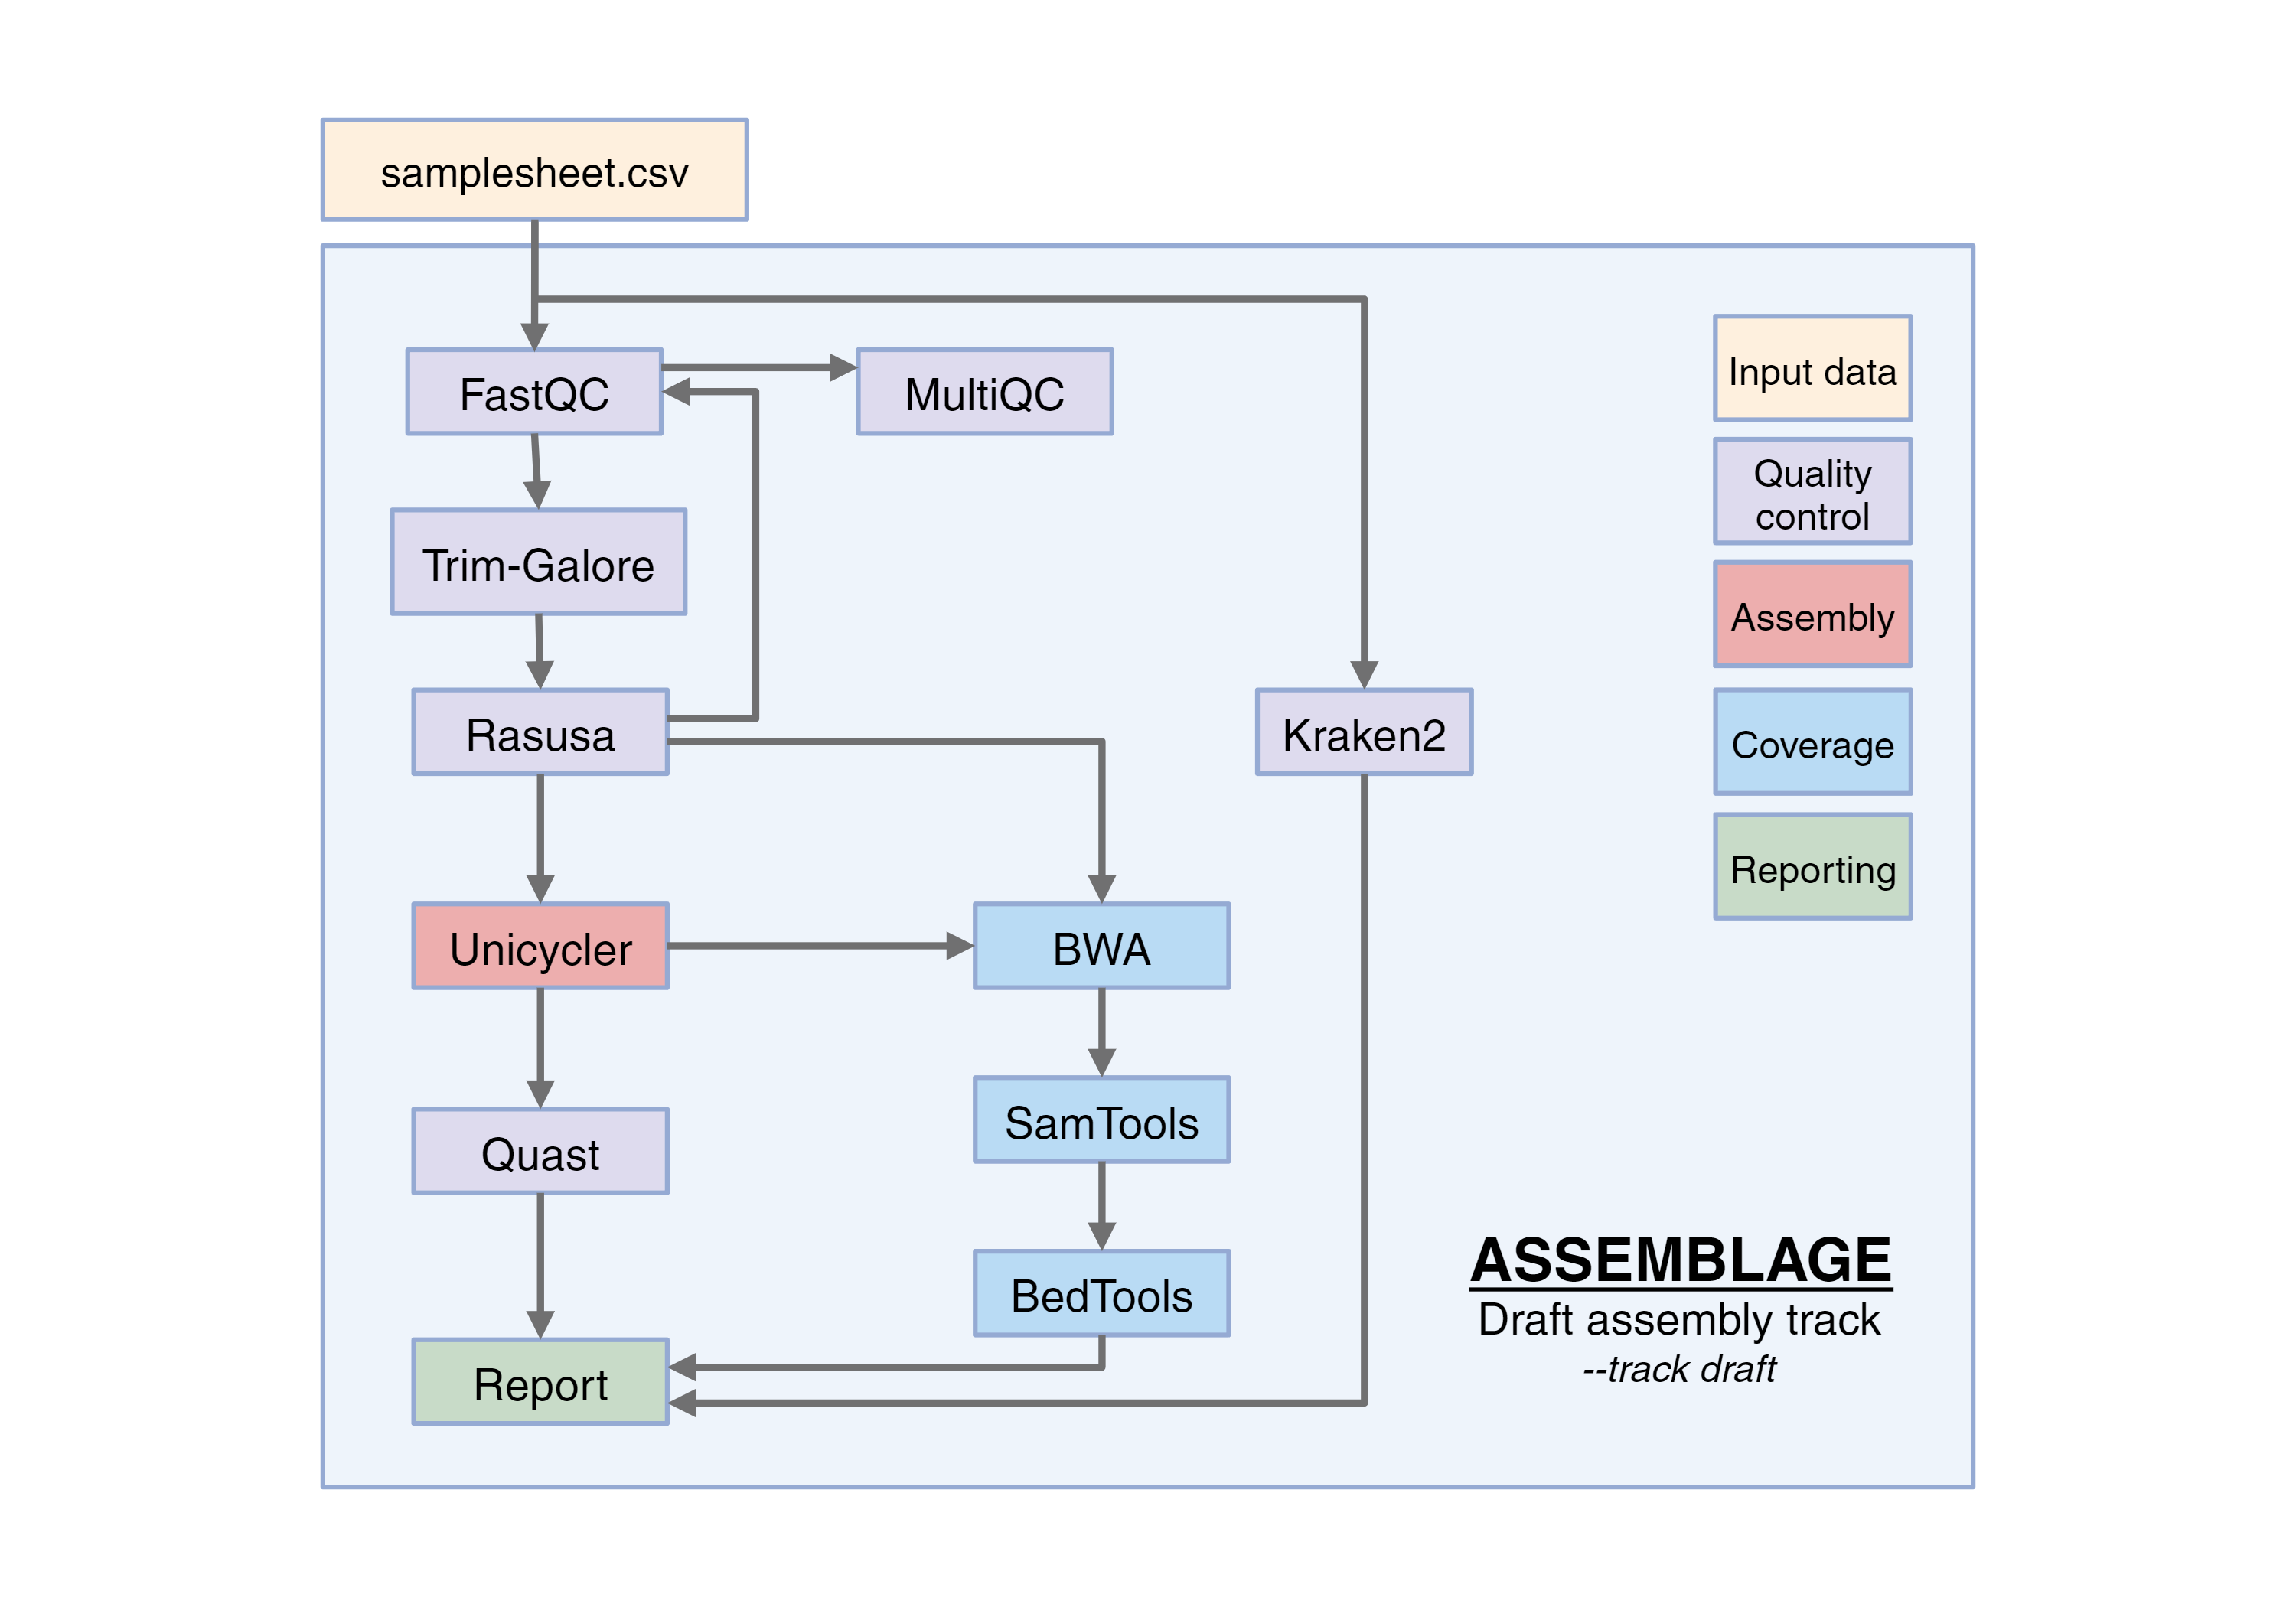 samplesheet.csv
FastQC
MultiQC
Trim-Galore
Rasusa
Kraken2
Unicycler
BWA
SamTools
Quast
BedTools
Report
Input data
Quality
control
Assembly
Coverage
Reporting
ASSEMBLAGE
Draft assembly track
--track draft